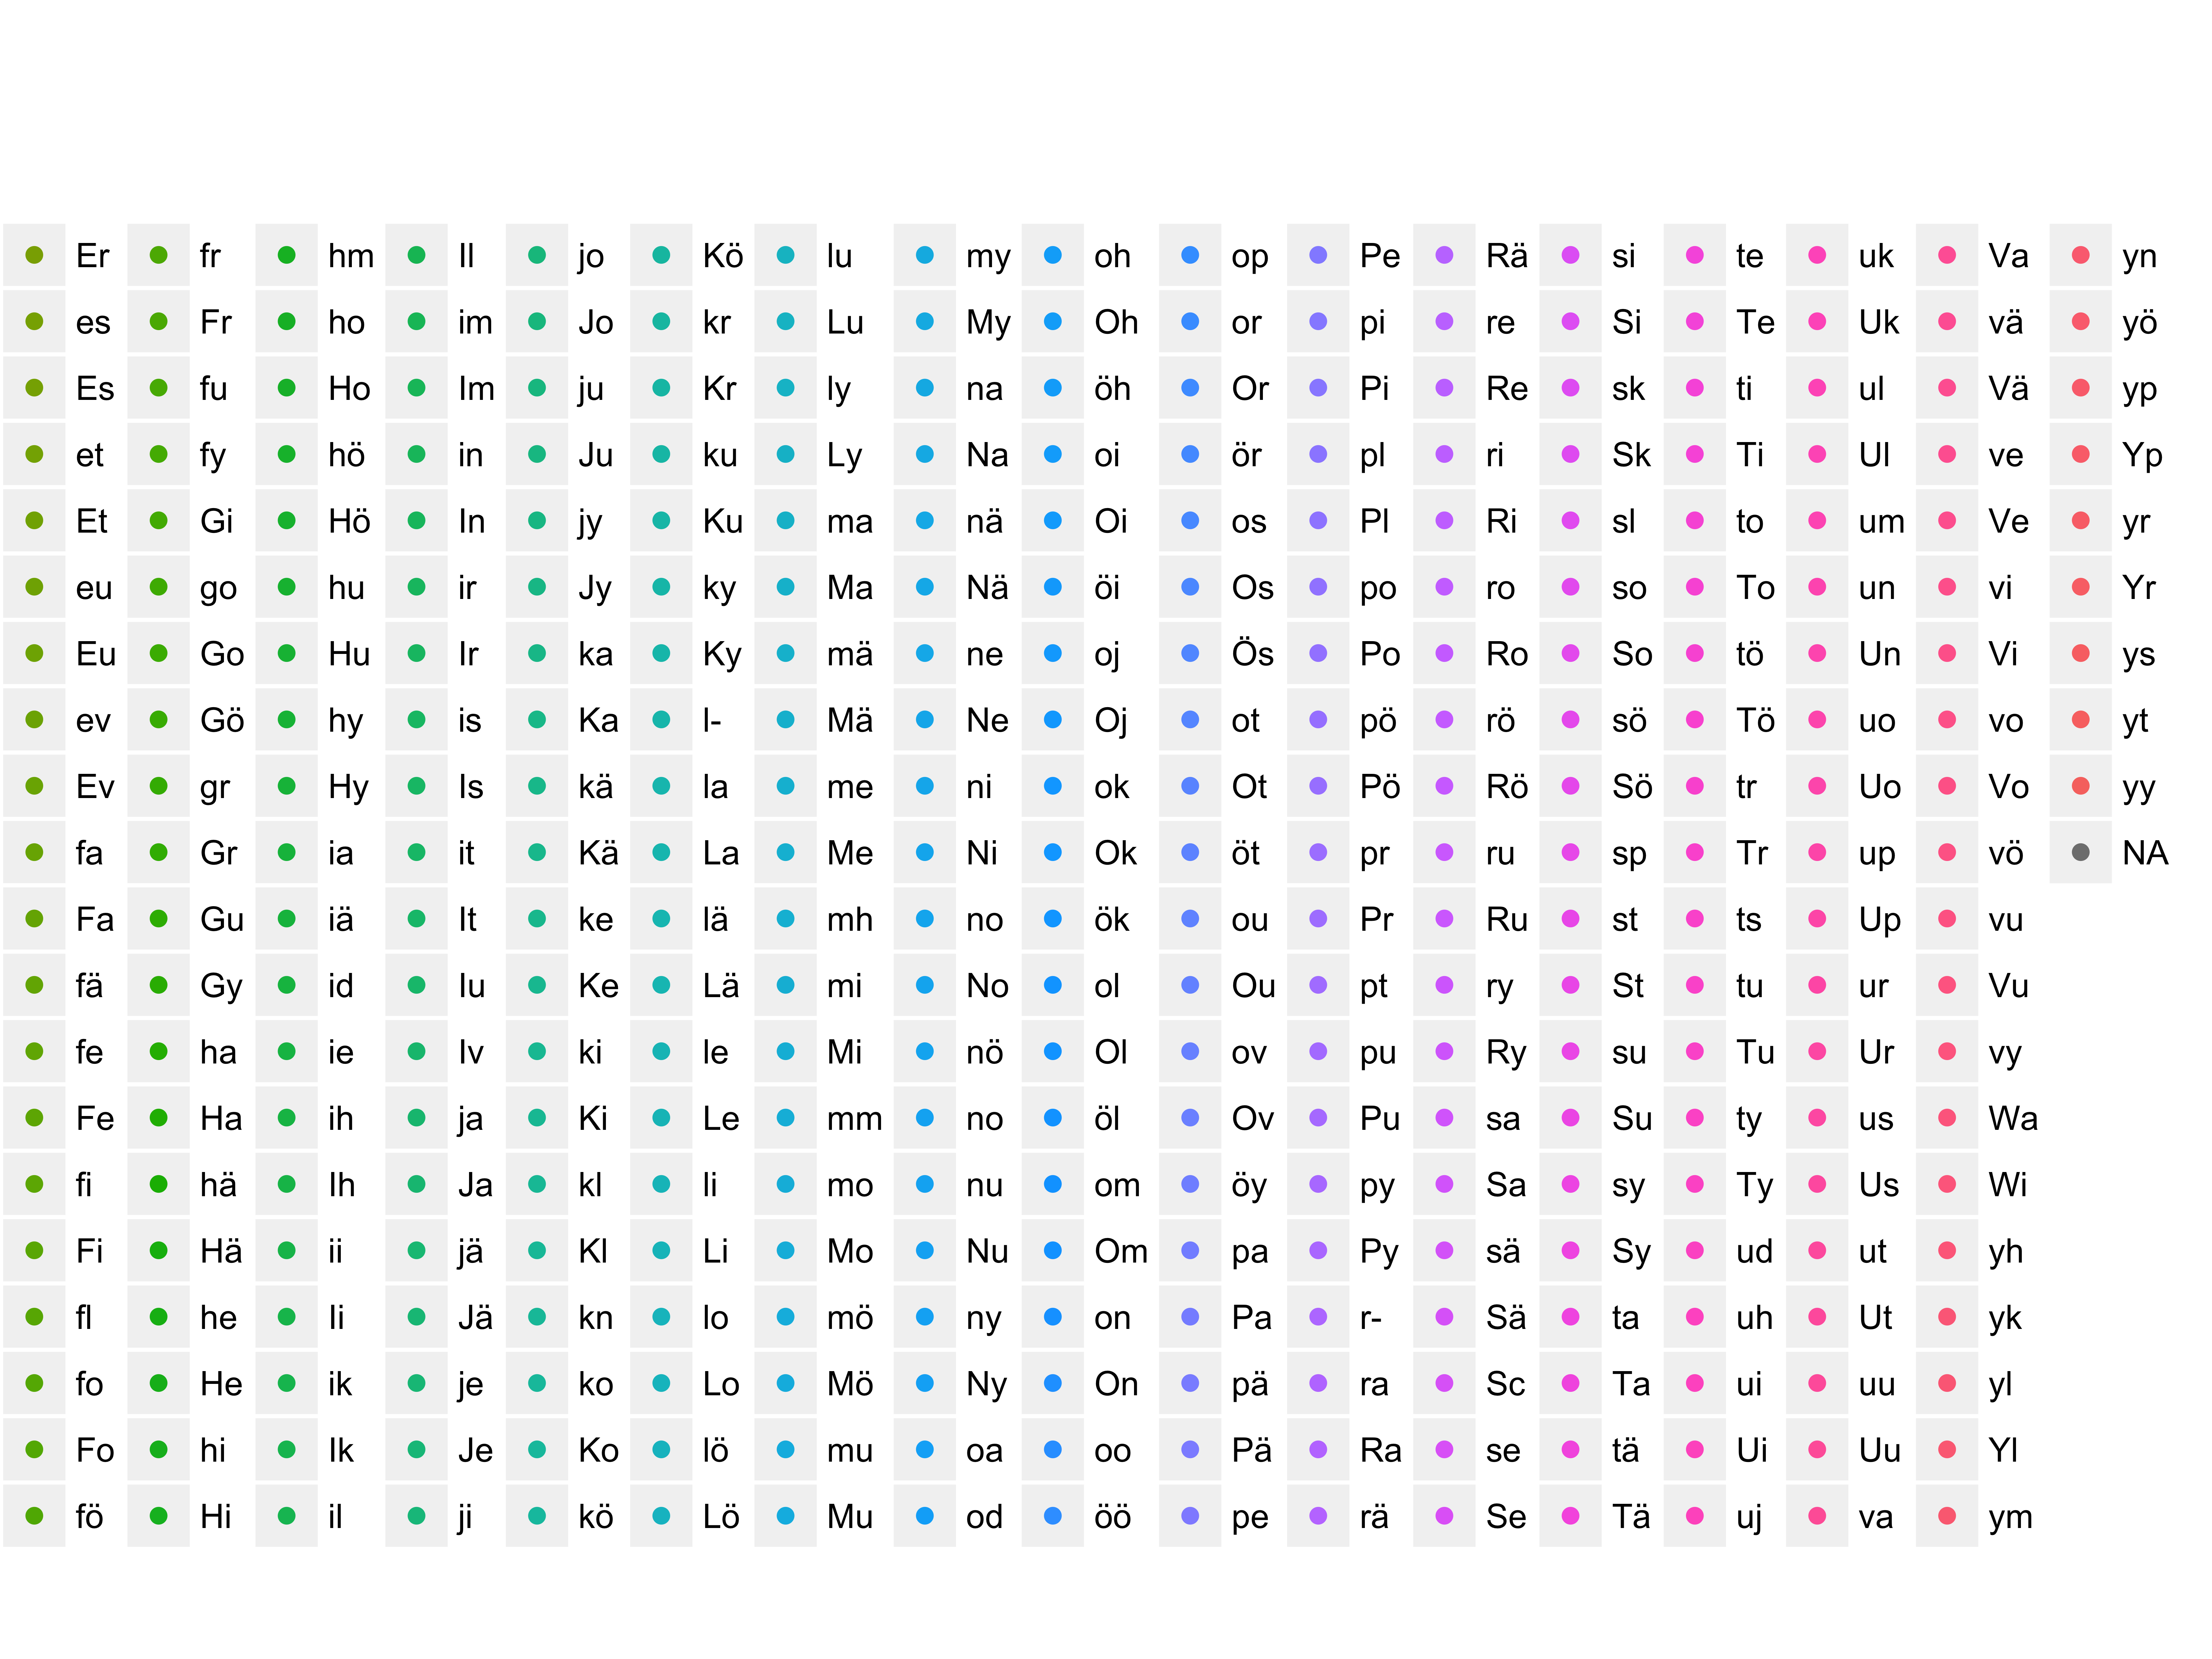 Er fr hm Il jo Kö lu my oh op Pe Rä si te uk Va yn
es Fr ho im Jo kr Lu My Oh or pi re Si Te Uk vä yö
Es fu Ho Im ju Kr ly na öh Or Pi Re sk ti ul Vä yp
et fy hö in Ju ku Ly Na oi ör pl ri Sk Ti Ul ve Yp
Et Gi Hö In jy Ku ma nä Oi os Pl Ri sl to um Ve yr
eu go hu ir Jy ky Ma Nä öi Os po ro so To un vi Yr
Eu Go Hu Ir ka Ky mä ne oj Ös Po Ro So tö Un Vi ys
ev Gö hy is Ka l- Mä Ne Oj ot pö rö sö Tö uo vo yt
Ev gr Hy Is kä la me ni ok Ot Pö Rö Sö tr Uo Vo yy
fa Gr ia it Kä La Me Ni Ok öt pr ru sp Tr up vö NA
Fa Gu iä It ke lä mh no ök ou Pr Ru st ts Up vu
fä Gy id Iu Ke Lä mi No ol Ou pt ry St tu ur Vu
fe ha ie Iv ki le Mi nö Ol ov pu Ry su Tu Ur vy
Fe Ha ih ja Ki Le mm no öl Ov Pu sa Su ty us Wa
fi hä Ih Ja kl li mo nu om öy py Sa sy Ty Us Wi
Fi Hä ii jä Kl Li Mo Nu Om pa Py sä Sy ud ut yh
fl he Ii Jä kn lo mö ny on Pa r- Sä ta uh Ut yk
fo He ik je ko Lo Mö Ny On pä ra Sc Ta ui uu yl
Fo hi Ik Je Ko lö mu oa oo Pä Ra se tä Ui Uu Yl
fö Hi il ji kö Lö Mu od öö pe rä Se Tä uj va ym